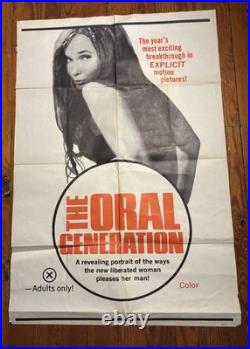 The year's
most exciting
breakthrough in
EXPLICIT
motion
pictures!
THE ORAL
GENERATION
A revealing portrait of the ways
the new liberated woman
pleases her man!
X
—Adults only!
Color